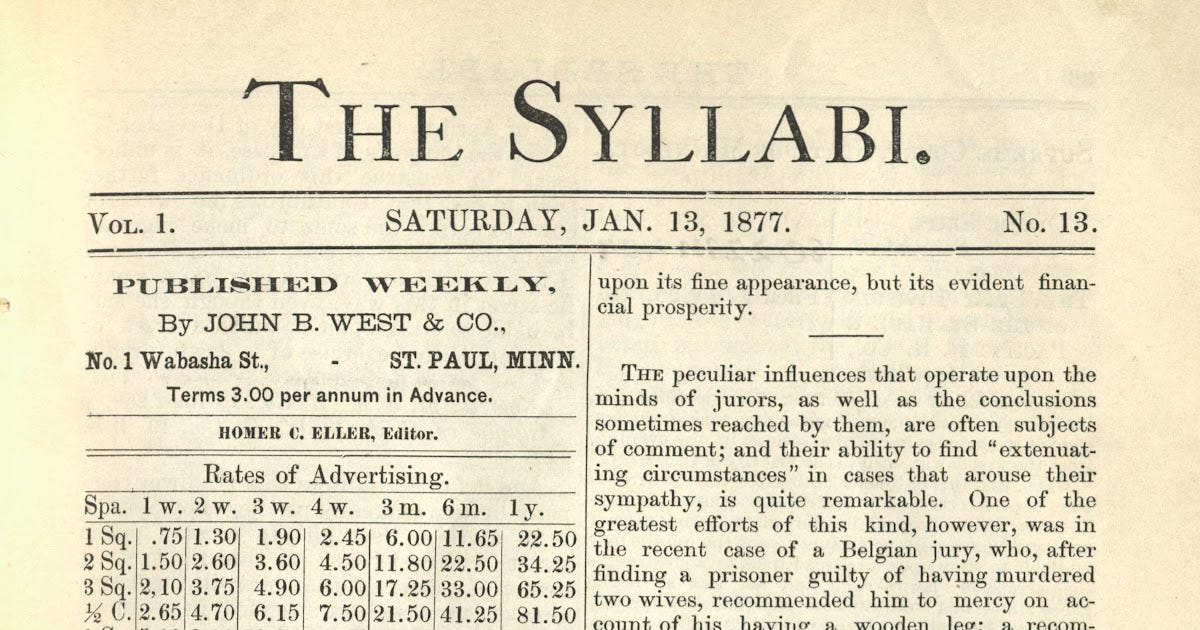 THE SYLLABI.
VOL. 1. SATURDAY, JAN. 13, 1877. No. 13.
PUBLISHED WEEKLY,
By JOHN B. WEST & CO.,
No. 1 Wabasha St., ST. PAUL, MINN.
Terms 3.00 per annum in Advance.
HOMER C. ELLER, Editor.
Rates of Advertising.
Spa. 1 w. 2 w. 3 w. 4 w. 3 m. 6 m. 1 y.
1 Sq. .75 1.30 1.90 2.45 6.00 11.65 22.50
2 Sq. 1.50 2.60 3.60 4.50 11.80 22.50 34.25
3 Sq. 2,10 3.75 4.90 6.00 17.25 33.00 65.25
½ C. 2.65 4.70 6.15 7.50 21.50 41.25 81.50
upon its fine appearance, but its evident finan-
cial prosperity.
THE peculiar influences that operate upon the
minds of jurors, as well as the conclusions
sometimes reached by them, are often subjects
of comment; and their ability to find "extenuat-
ing circumstances" in cases that arouse their
sympathy, is quite remarkable. One of the
greatest efforts of this kind, however, was in
the recent case of a Belgian jury, who, after
finding a prisoner guilty of having murdered
two wives, recommended him to mercy on ac-
count of his having a wooden leg; a recom-